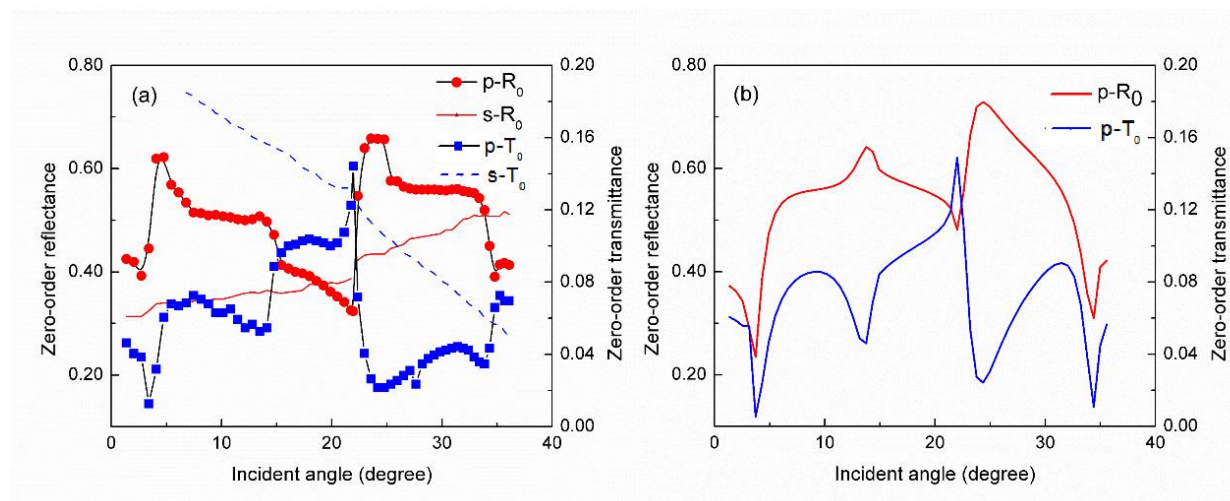 (a)
p-R₀
s-R₀
p-T₀
s-T₀
Zero-order reflectance
0.80
0.60
0.40
0.20
0.20
0.16
0.12
0.08
0.04
0.00
Zero-order transmittance
0 10 20 30 40
Incident angle (degree)
(b)
p-R0
p-T₀
Zero-order reflectance
0.80
0.60
0.40
0.20
0.20
0.16
0.12
0.08
0.04
0.00
Zero-order transmittance
0 10 20 30 40
Incident angle (degree)